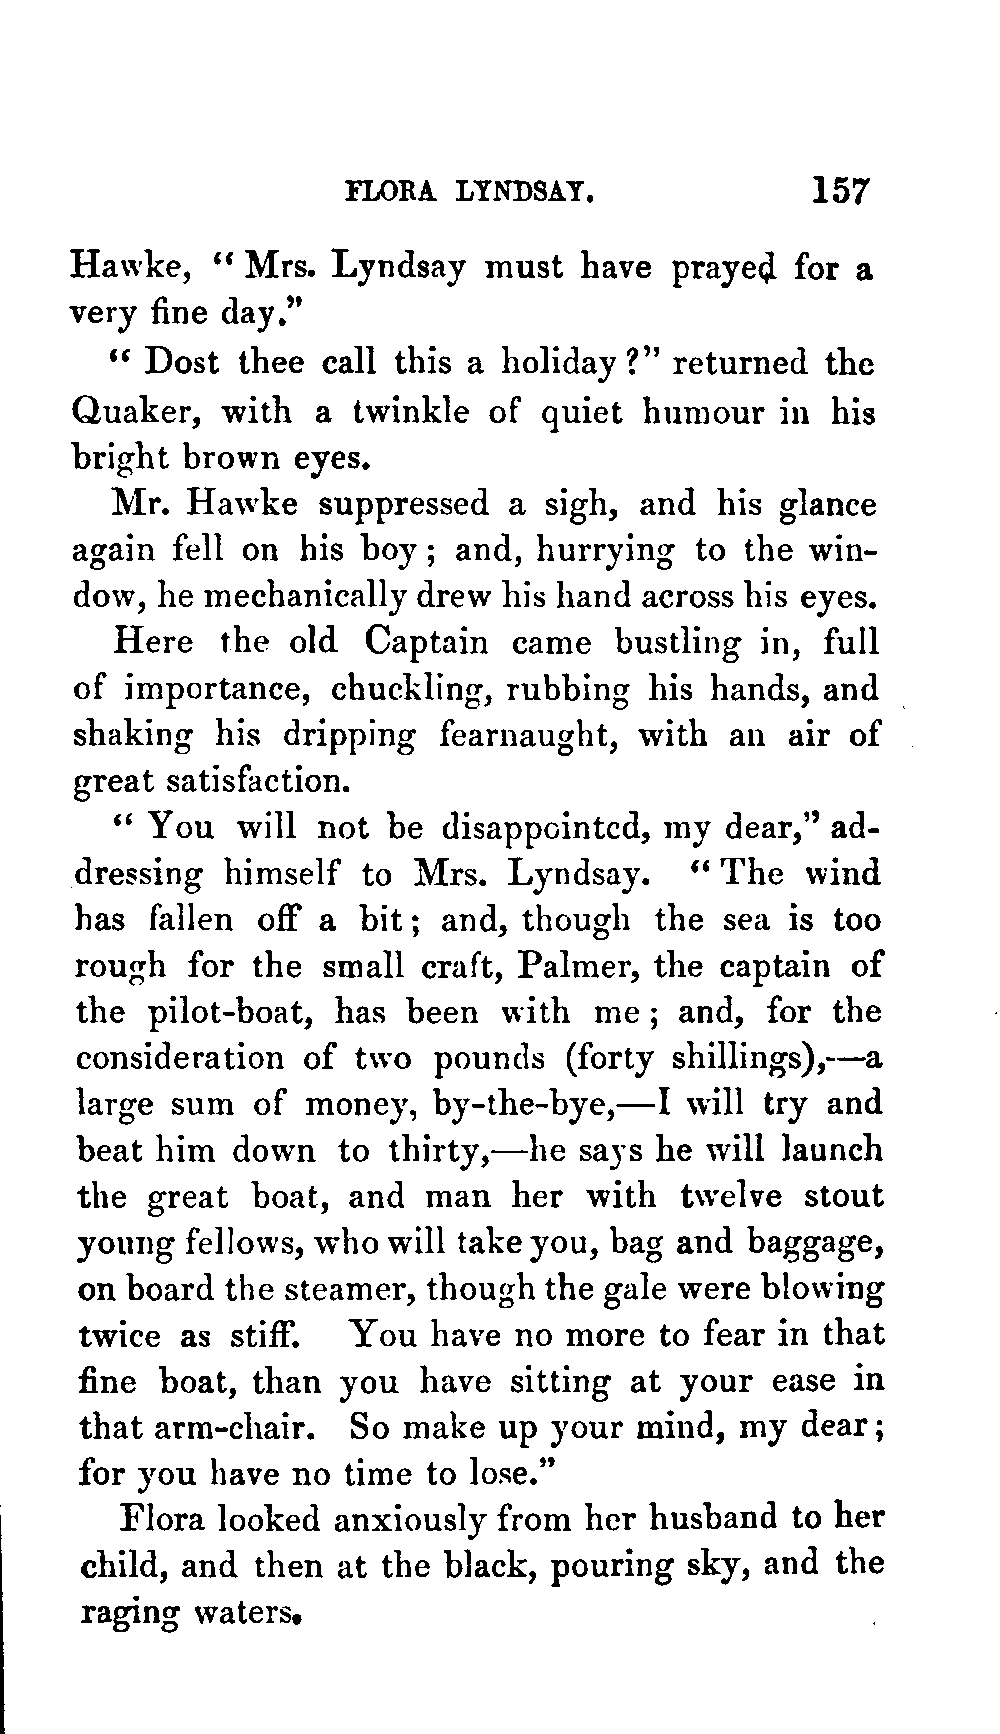 FLORA LYNDSAY. 157
Hawke, “ Mrs. Lyndsay must have prayed for a
very fine day.”
“ Dost thee call this a holiday ?” returned the
Quaker, with a twinkle of quiet humour in his
bright brown eyes.
Mr. Hawke suppressed a sigh, and his glance
again fell on his boy ; and, hurrying to the win-
dow, he mechanically drew his hand across his eyes.
Here the old Captain came bustling in, full
of importance, chuckling, rubbing his hands, and
shaking his dripping fearnaught, with an air of
great satisfaction.
“ You will not be disappointed, my dear,” ad-
dressing himself to Mrs. Lyndsay. “ The wind
has fallen off a bit ; and, though the sea is too
rough for the small craft, Palmer, the captain of
the pilot-boat, has been with me ; and, for the
consideration of two pounds (forty shillings),—a
large sum of money, by-the-bye,—I will try and
beat him down to thirty,—he says he will launch
the great boat, and man her with twelve stout
young fellows, who will take you, bag and baggage,
on board the steamer, though the gale were blowing
twice as stiff. You have no more to fear in that
fine boat, than you have sitting at your ease in
that arm-chair. So make up your mind, my dear ;
for you have no time to lose.”
Flora looked anxiously from her husband to her
child, and then at the black, pouring sky, and the
raging waters.